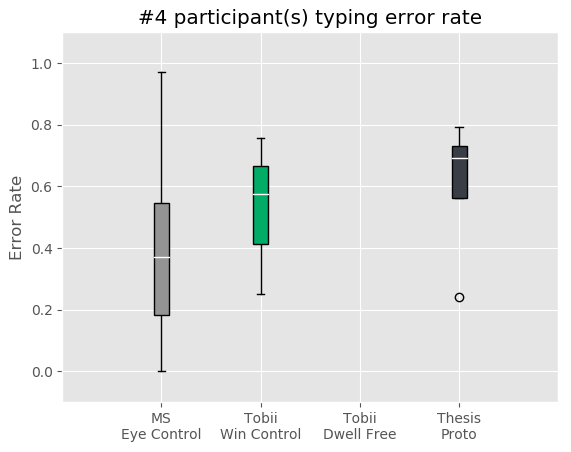 #4 participant(s) typing error rate
Error Rate
1.0
0.8
0.6
0.4
0.2
0.0
MS
Eye Control
Tobii
Win Control
Tobii
Dwell Free
Thesis
Proto